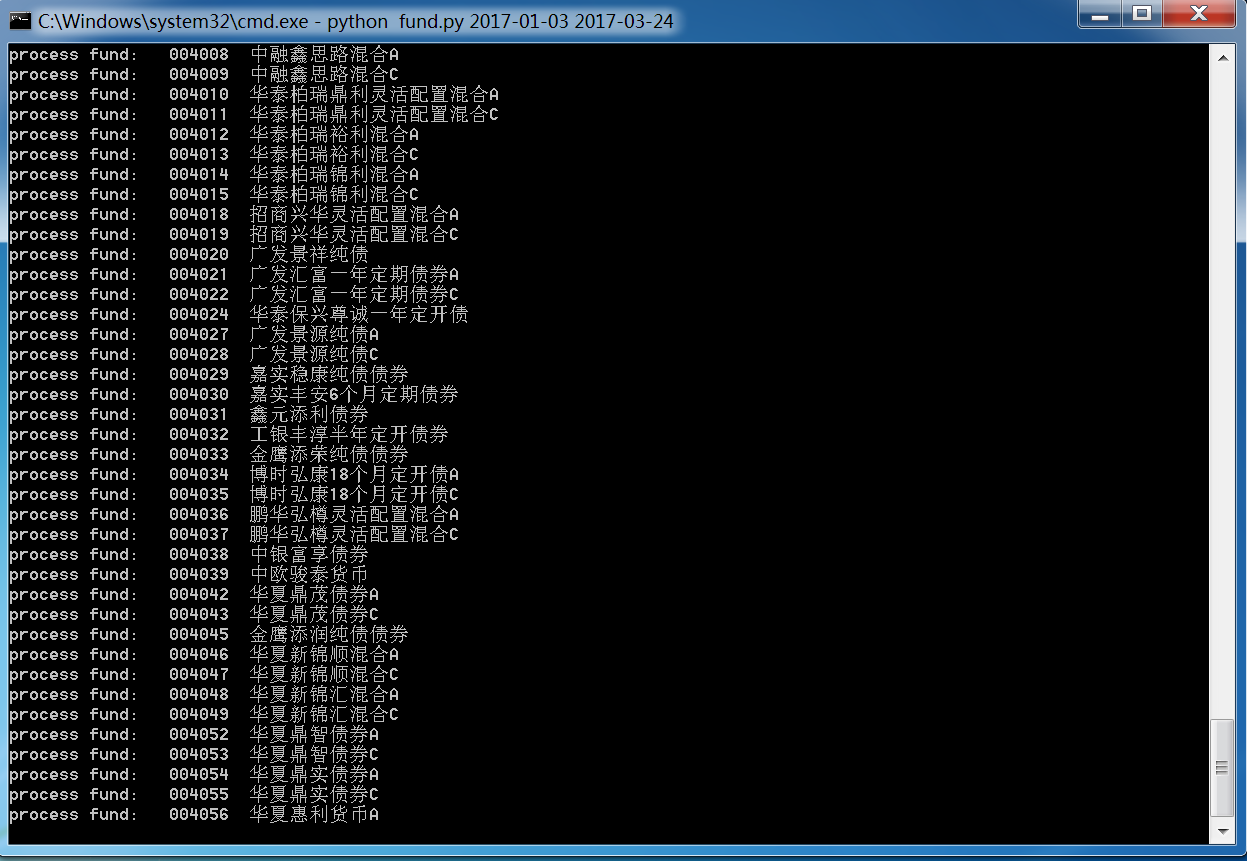 C:\Windows\system32\cmd.exe - python  fund.py 2017-01-03 2017-03-24
process fund:   004008  中融鑫思路混合A
process fund:   004009  中融鑫思路混合C
process fund:   004010  华泰柏瑞鼎利灵活配置混合A
process fund:   004011  华泰柏瑞鼎利灵活配置混合C
process fund:   004012  华泰柏瑞裕利混合A
process fund:   004013  华泰柏瑞裕利混合C
process fund:   004014  华泰柏瑞锦利混合A
process fund:   004015  华泰柏瑞锦利混合C
process fund:   004018  招商兴华灵活配置混合A
process fund:   004019  招商兴华灵活配置混合C
process fund:   004020  广发景祥纯债
process fund:   004021  广发汇富一年定期债券A
process fund:   004022  广发汇富一年定期债券C
process fund:   004024  华泰保兴尊诚一年定开债
process fund:   004027  广发景源纯债A
process fund:   004028  广发景源纯债C
process fund:   004029  嘉实稳康纯债债券
process fund:   004030  嘉实丰安6个月定期债券
process fund:   004031  鑫元添利债券
process fund:   004032  工银丰淳半年定开债券
process fund:   004033  金鹰添荣纯债债券
process fund:   004034  博时弘康18个月定开债A
process fund:   004035  博时弘康18个月定开债C
process fund:   004036  鹏华弘樽灵活配置混合A
process fund:   004037  鹏华弘樽灵活配置混合C
process fund:   004038  中银富享债券
process fund:   004039  中欧骏泰货币
process fund:   004042  华夏鼎茂债券A
process fund:   004043  华夏鼎茂债券C
process fund:   004045  金鹰添润纯债债券
process fund:   004046  华夏新锦顺混合A
process fund:   004047  华夏新锦顺混合C
process fund:   004048  华夏新锦汇混合A
process fund:   004049  华夏新锦汇混合C
process fund:   004052  华夏鼎智债券A
process fund:   004053  华夏鼎智债券C
process fund:   004054  华夏鼎实债券A
process fund:   004055  华夏鼎实债券C
process fund:   004056  华夏惠利货币A